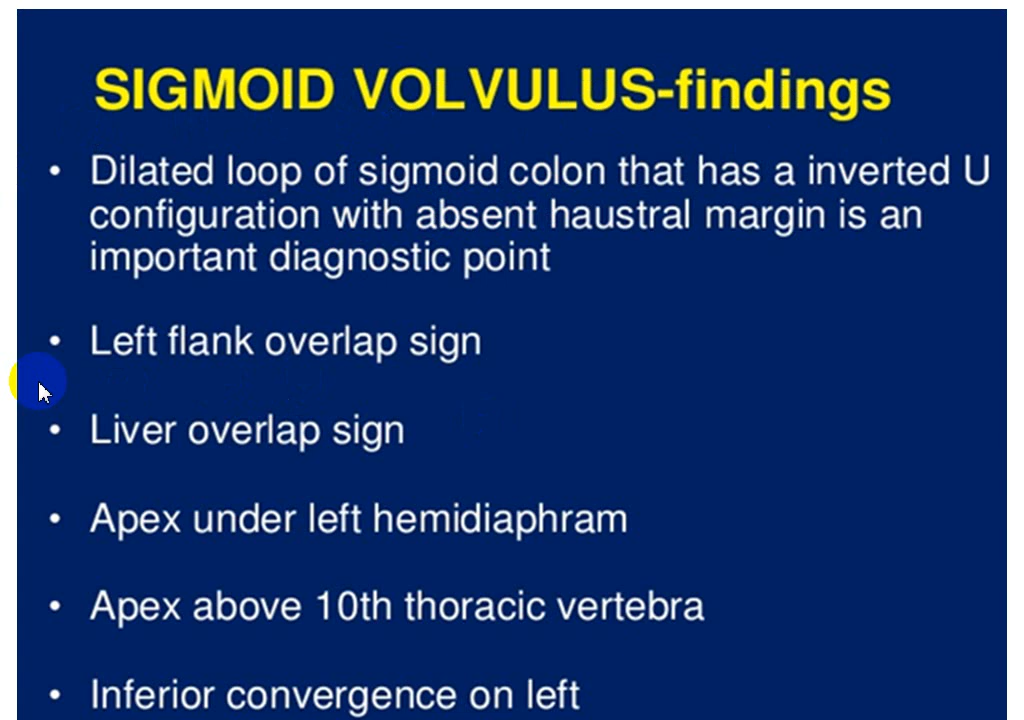 SIGMOID VOLVULUS-findings
• Dilated loop of sigmoid colon that has a inverted U
configuration with absent haustral margin is an
important diagnostic point
• Left flank overlap sign
• Liver overlap sign
• Apex under left hemidiaphram
• Apex above 10th thoracic vertebra
• Inferior convergence on left